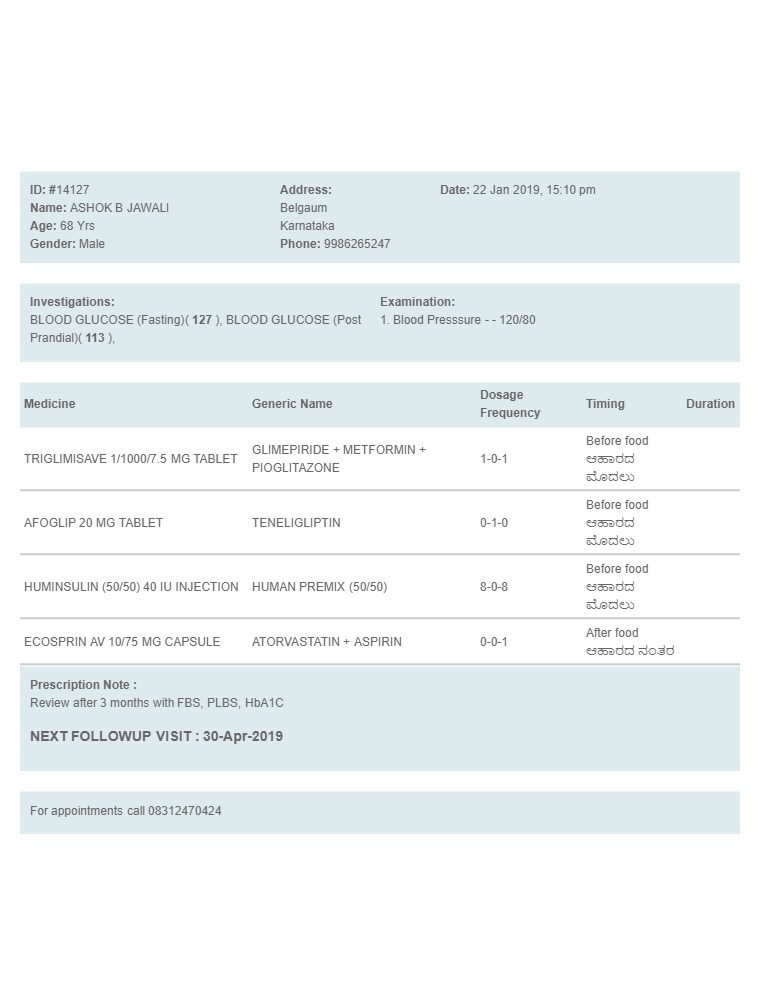 ID: #14127
Name: ASHOK B JAWALI
Age: 68 Yrs
Gender: Male
Address:
Belgaum
Karnataka
Phone: 9986265247
Date: 22 Jan 2019, 15:10 pm
Investigations:
BLOOD GLUCOSE (Fasting)( 127 ), BLOOD GLUCOSE (Post
Prandial)( 113 ),
Examination:
1. Blood Presssure - - 120/80
Medicine Generic Name Dosage Frequency Timing Duration
TRIGLIMISAVE 1/1000/7.5 MG TABLET
GLIMEPIRIDE + METFORMIN +
PIOGLITAZONE
1-0-1
Before food
ಆಹಾರದ
ಮೊದಲು
AFOGLIP 20 MG TABLET
TENELIGLIPTIN
0-1-0
Before food
ಆಹಾರದ
ಮೊದಲು
HUMINSULIN (50/50) 40 IU INJECTION
HUMAN PREMIX (50/50)
8-0-8
Before food
ಆಹಾರದ
ಮೊದಲು
ECOSPRIN AV 10/75 MG CAPSULE
ATORVASTATIN + ASPIRIN
0-0-1
After food
ಆಹಾರದ ನಂತರ
Prescription Note :
Review after 3 months with FBS, PLBS, HbA1C
NEXT FOLLOWUP VISIT : 30-Apr-2019
For appointments call 08312470424